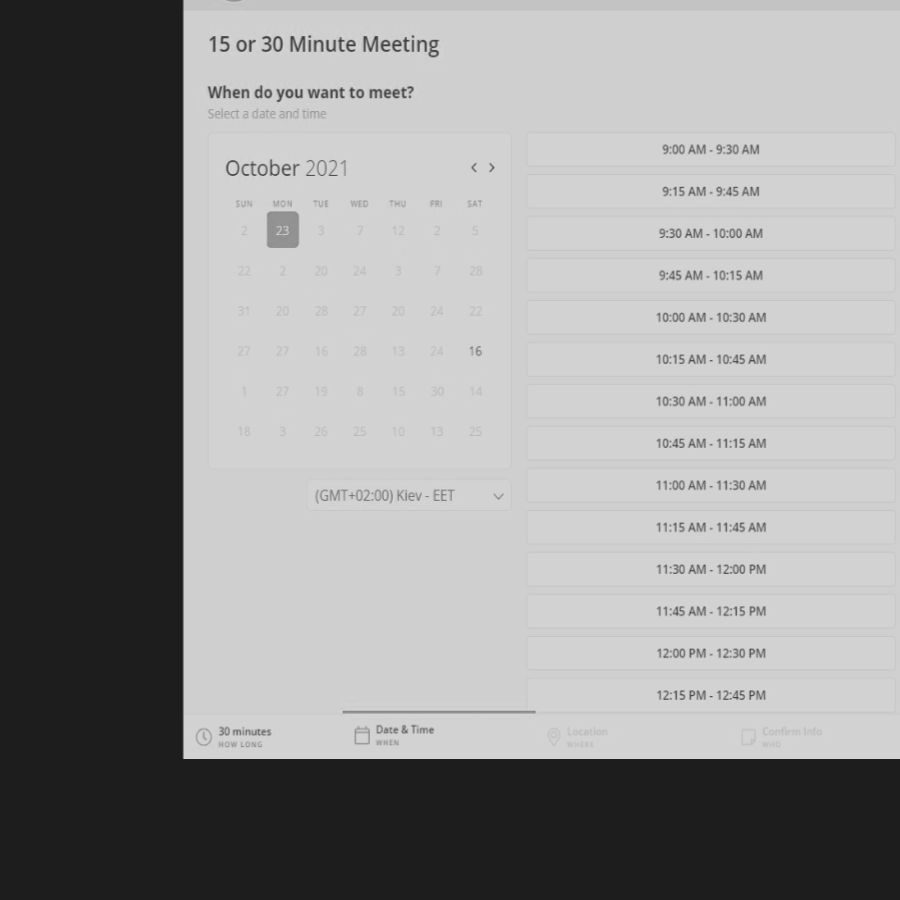 15 or 30 Minute Meeting
When do you want to meet?
Select a date and time
October 2021
SUN MON TUE WED THU FRI SAT
2 23 3 7 12 2 5
22 2 20 24 3 7 28
31 20 28 27 20 24 22
27 27 16 28 13 24 16
1 27 19 8 15 30 14
18 3 26 25 10 13 25
(GMT+02:00) Kiev - EET
9:00 AM - 9:30 AM
9:15 AM - 9:45 AM
9:30 AM - 10:00 AM
9:45 AM - 10:15 AM
10:00 AM - 10:30 AM
10:15 AM - 10:45 AM
10:30 AM - 11:00 AM
10:45 AM - 11:15 AM
11:00 AM - 11:30 AM
11:15 AM - 11:45 AM
11:30 AM - 12:00 PM
11:45 AM - 12:15 PM
12:00 PM - 12:30 PM
12:15 PM - 12:45 PM
30 minutes
HOW LONG
Date & Time
WHEN
Location
WHERE
Confirm Info
WHO